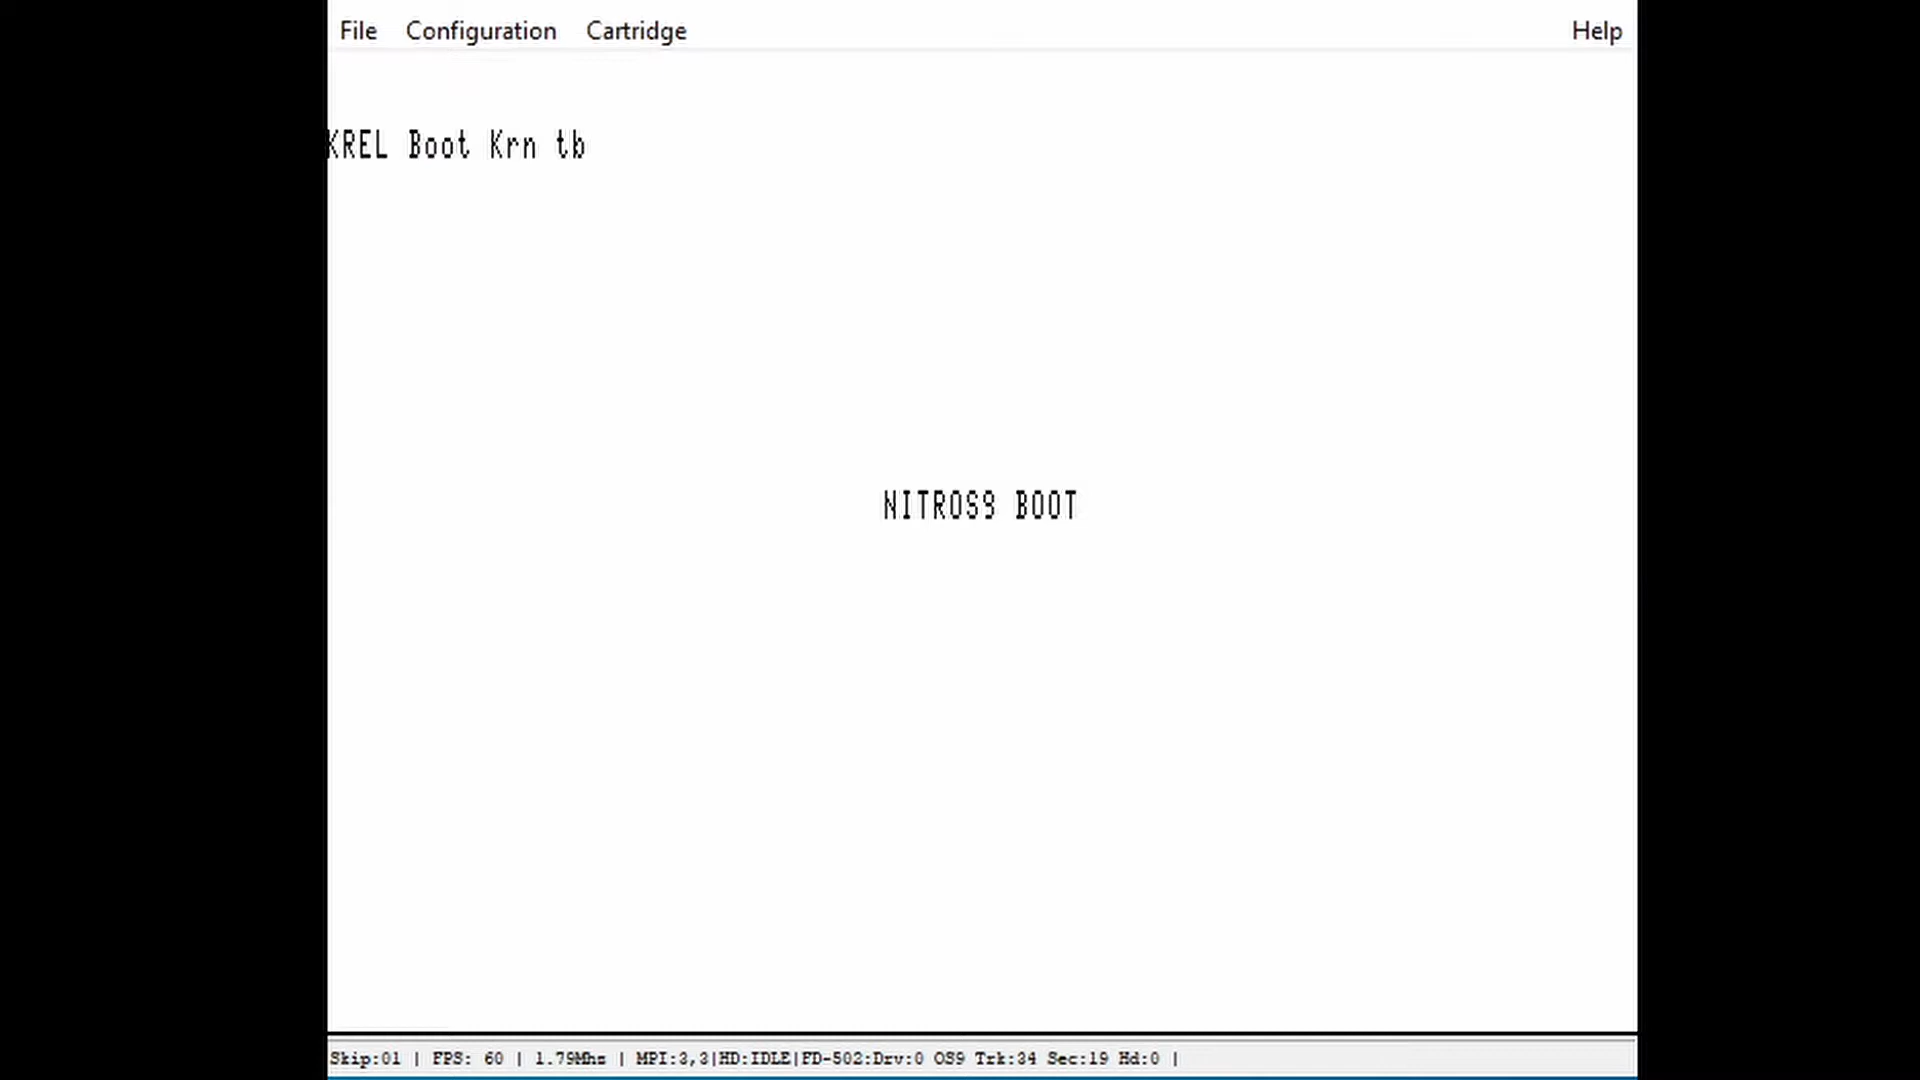 File Configuration Cartridge Help
KREL Boot Krn tb
NITROS9 BOOT
Skip:01 | FPS: 60 | 1.79Mhs | MPI:3,3|HD:IDLE|FD-502:Drv:0 OS9 Trk:34 Sec:19 Hd:0 |